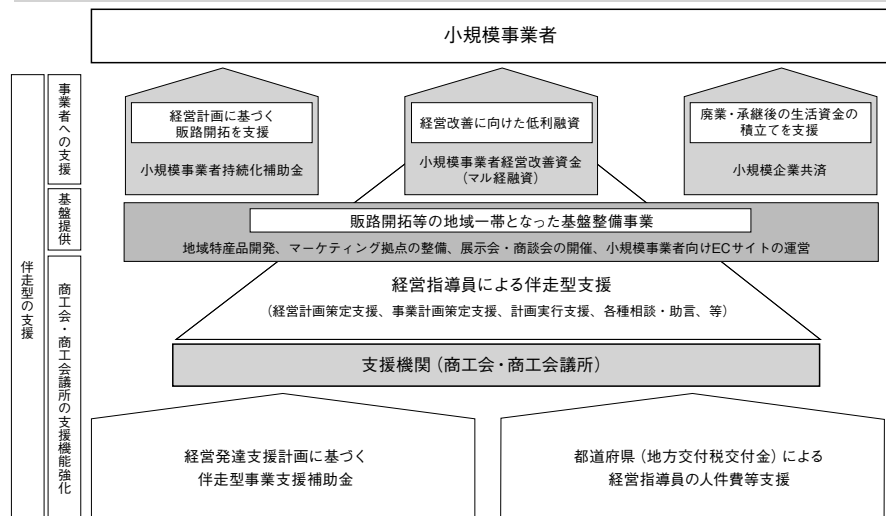 小規模事業者
伴走型の支援
事業者への支援
経営計画に基づく
販路開拓を支援
小規模事業者持続化補助金
経営改善に向けた低利融資
小規模事業者経営改善資金
(マル経融資)
廃業・承継後の生活資金の
積立てを支援
小規模企業共済
基盤提供
販路開拓等の地域一帯となった基盤整備事業
地域特産品開発、マーケティング拠点の整備、展示会・商談会の開催、小規模事業者向けECサイトの運営
商工会・商工会議所の支援機能強化
経営指導員による伴走型支援
(経営計画策定支援、事業計画策定支援、計画実行支援、各種相談・助言、等)
支援機関(商工会・商工会議所)
経営発達支援計画に基づく
伴走型事業支援補助金
都道府県(地方交付税交付金)による
経営指導員の人件費等支援